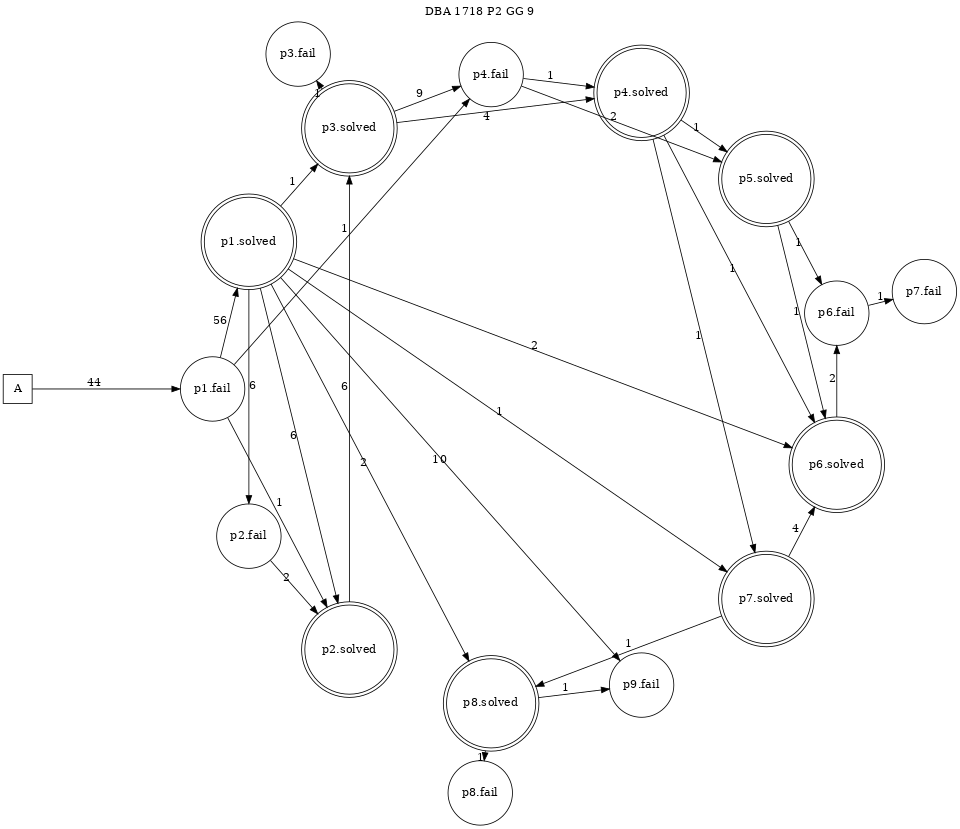 DBA 1718 P2 GG 9
p3.fail
p4.fail
p4.solved
1
9
1
p3.solved
4
2
1
p5.solved
1
1
p1.solved
1
1
p7.fail
1
1
p6.fail
56
1
2
1
A
44
p1.fail
6
6
2
1
6
2
10
p6.solved
1
4
p2.fail
2
p7.solved
1
p2.solved
p8.solved
1
p9.fail
1
p8.fail